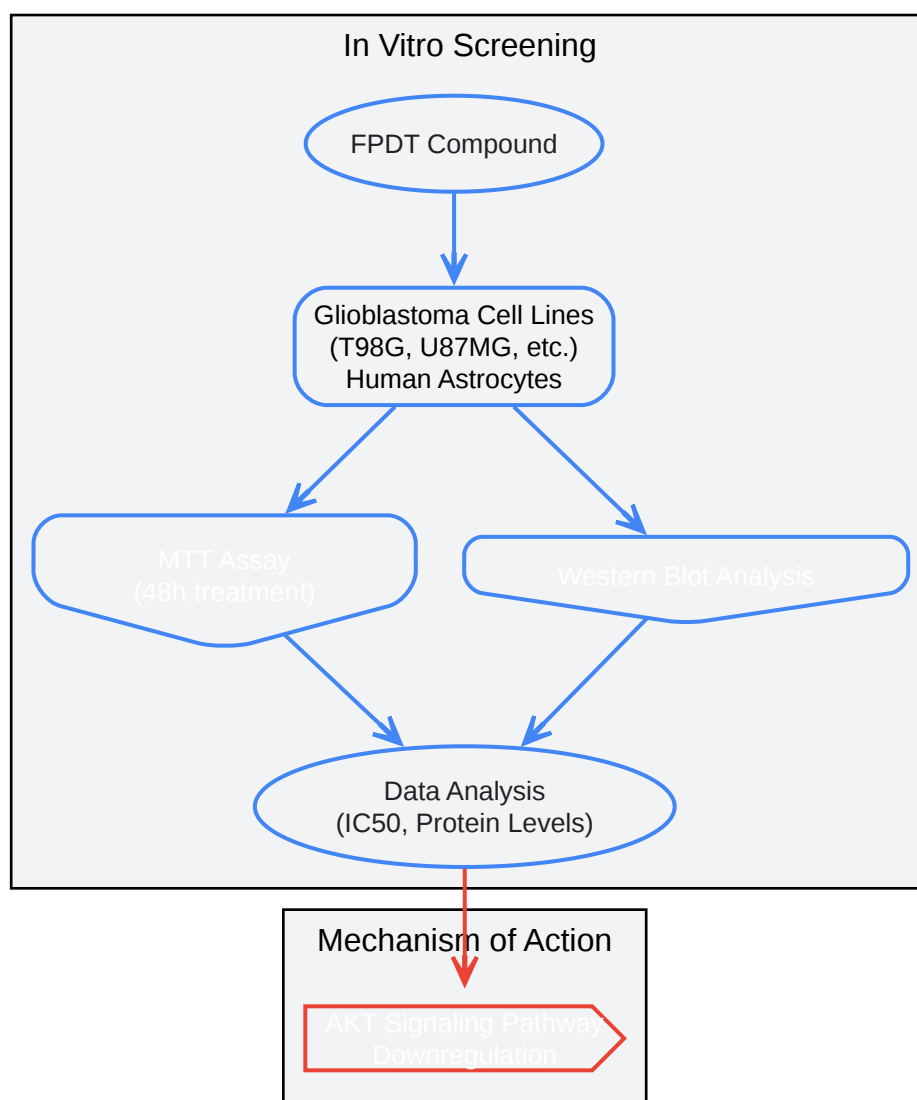 In Vitro Screening
FPDT Compound
Glioblastoma Cell Lines
(T98G, U87MG, etc.)
Human Astrocytes
MTT Assay
(48h treatment)
Western Blot Analysis
Data Analysis
(IC50, Protein Levels)
Mechanism of Action
AKT Signaling Pathway
Downregulation